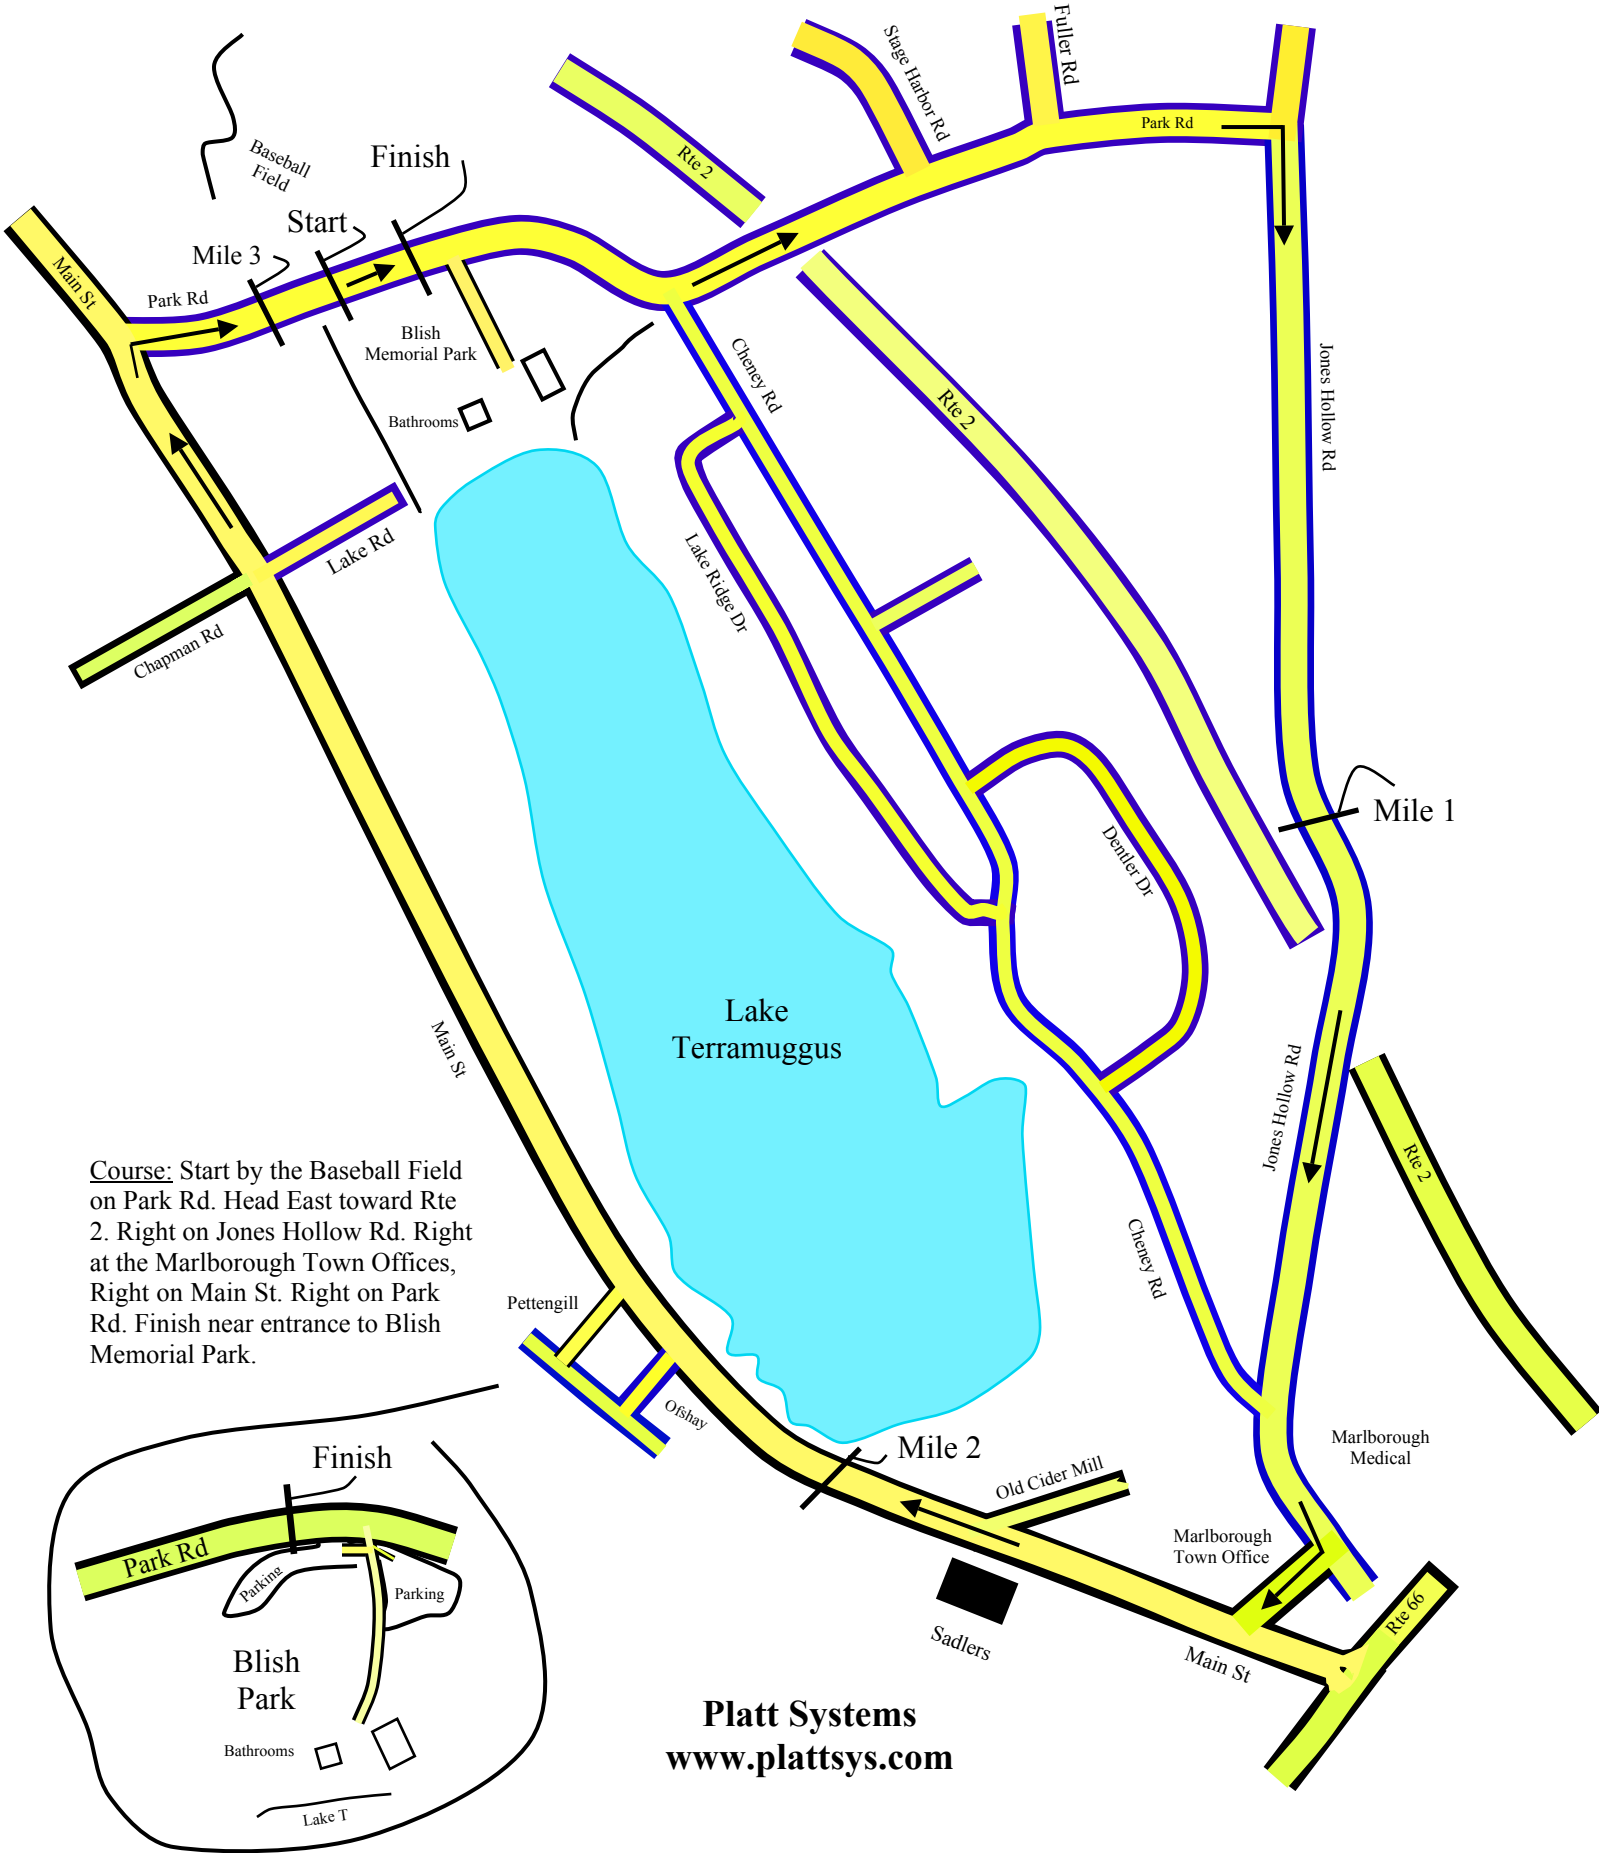 Fuller Rd
Stage Harbor Rd
Park Rd
Baseball
Field
Finish
Rte 2
Start
Mile 3
Main St
Park Rd
Blish
Memorial Park
Bathrooms
Cheney Rd
Rte 2
Jones Hollow Rd
Lake Rd
Lake Ridge Dr
Chapman Rd
Mile 1
Dentler Dr
Lake
Terramuggus
Main St
Jones Hollow Rd
Rte 2
Course: Start by the Baseball Field
on Park Rd. Head East toward Rte
2. Right on Jones Hollow Rd. Right
at the Marlborough Town Offices,
Right on Main St. Right on Park
Rd. Finish near entrance to Blish
Memorial Park.
Cheney Rd
Pettengill
Ofshay
Mile 2
Marlborough
Medical
Old Cider Mill
Marlborough
Town Office
Rte 66
Sadlers
Main St
Finish
Park Rd
Parking
Parking
Blish
Park
Bathrooms
Lake T
Platt Systems
www.plattsys.com